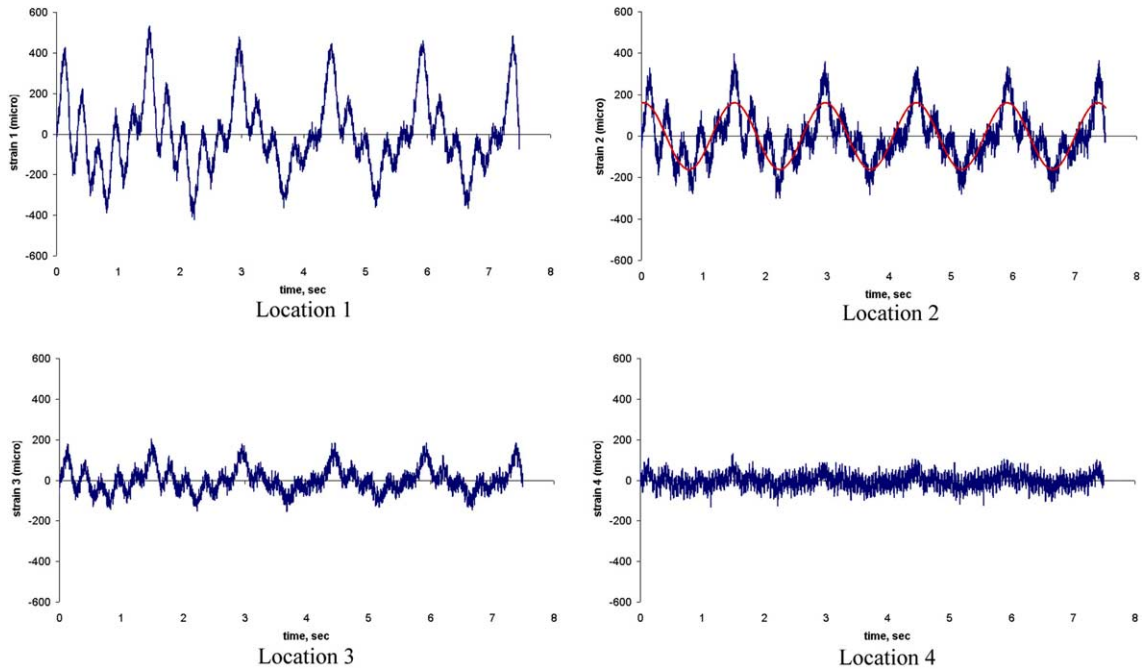 600
400
200
0
-200
-400
-600
strain 1 (micro)
0 1 2 3 4 5 6 7 8
time, sec
Location 1
600
400
200
0
-200
-400
-600
strain 2 (micro)
0 1 2 3 4 5 6 7 8
time, sec
Location 2
600
400
200
0
-200
-400
-600
strain 3 (micro)
0 1 2 3 4 5 6 7 8
time, sec
Location 3
600
400
200
0
-200
-400
-600
strain 4 (micro)
0 1 2 3 4 5 6 7 8
time, sec
Location 4